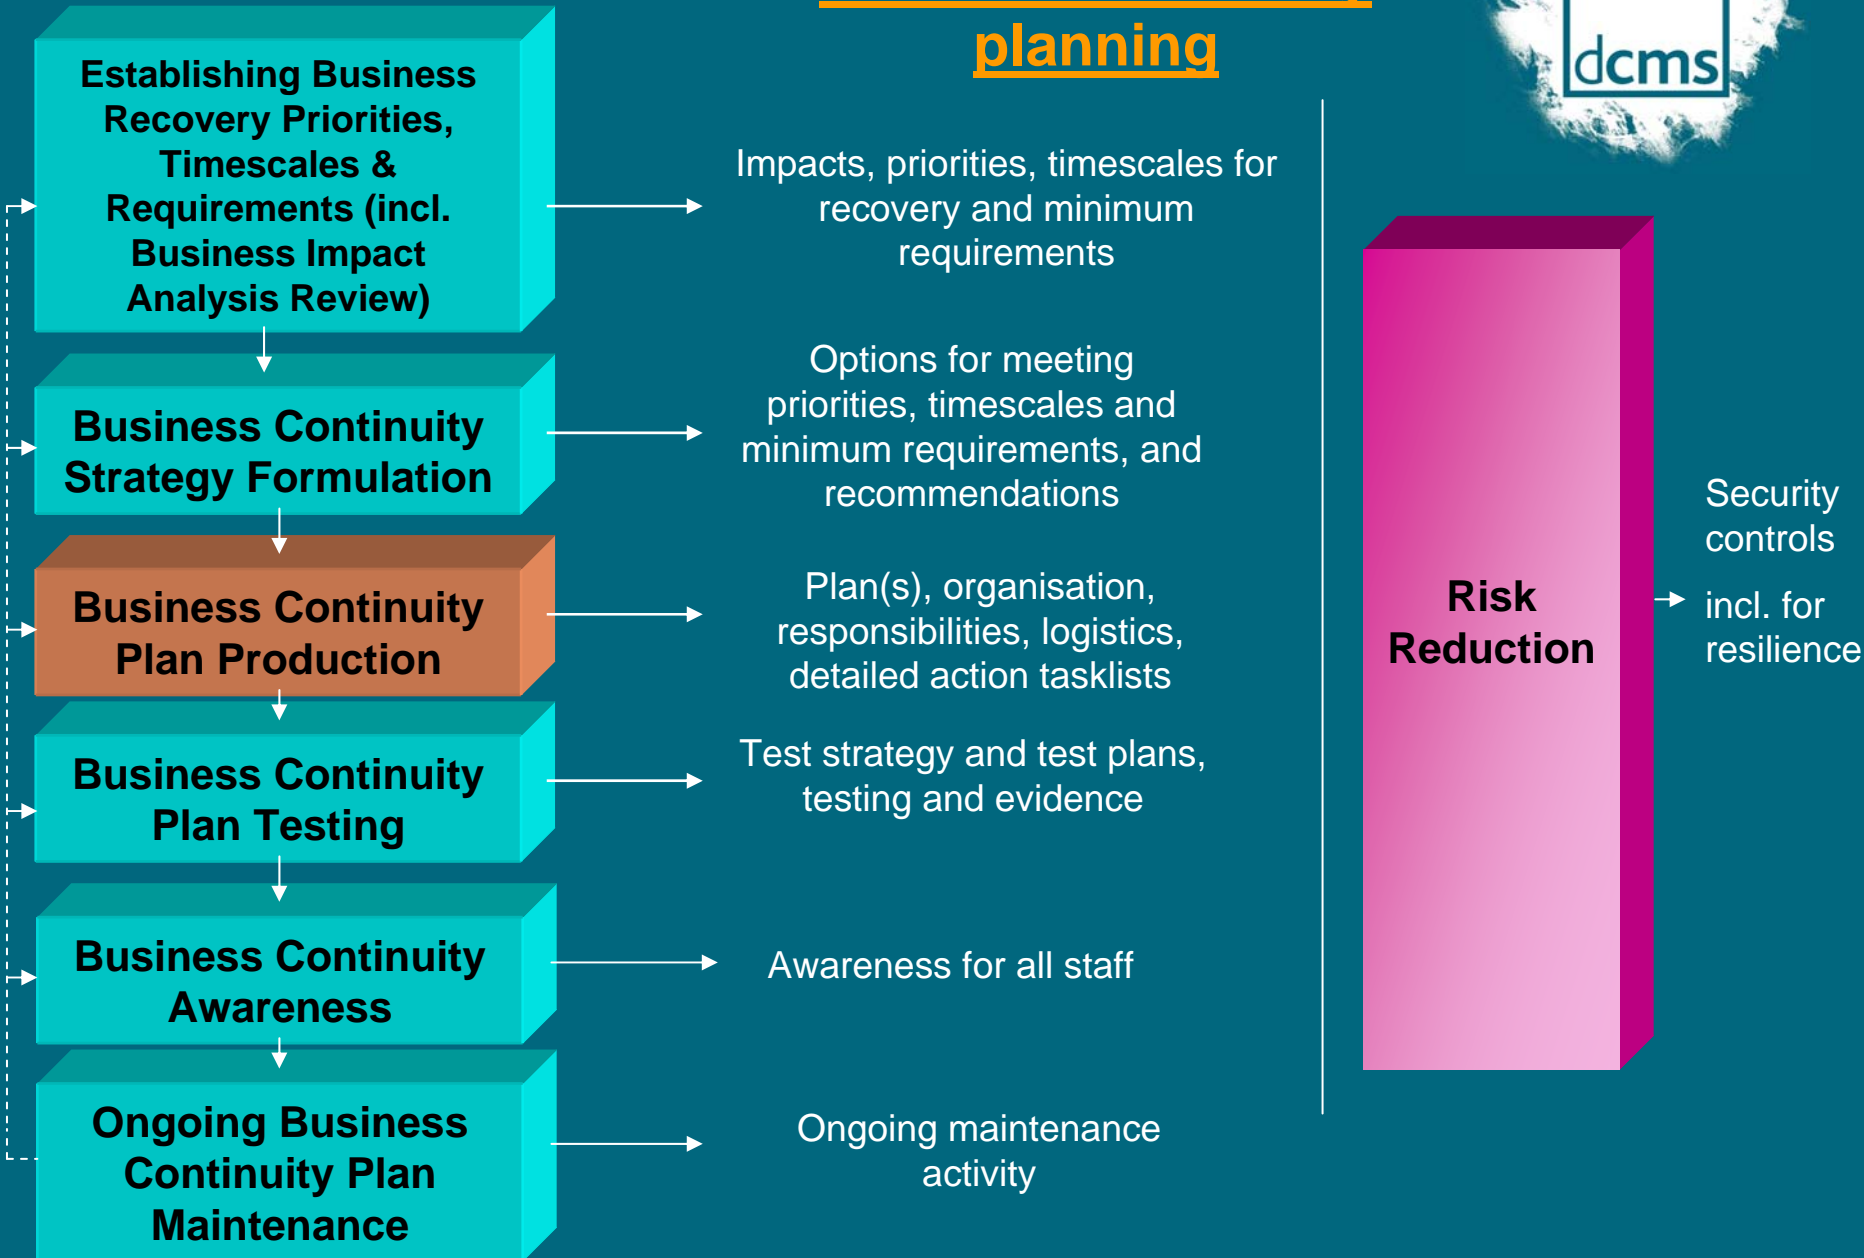 planning
dcms
Establishing Business
Recovery Priorities,
Timescales &
Requirements (incl.
Business Impact
Analysis Review)
Impacts, priorities, timescales for
recovery and minimum
requirements
Business Continuity
Strategy Formulation
Options for meeting
priorities, timescales and
minimum requirements, and
recommendations
Business Continuity
Plan Production
Plan(s), organisation,
responsibilities, logistics,
detailed action tasklists
Business Continuity
Plan Testing
Test strategy and test plans,
testing and evidence
Business Continuity
Awareness
Awareness for all staff
Ongoing Business
Continuity Plan
Maintenance
Ongoing maintenance
activity
Risk
Reduction
Security
controls
incl. for
resilience